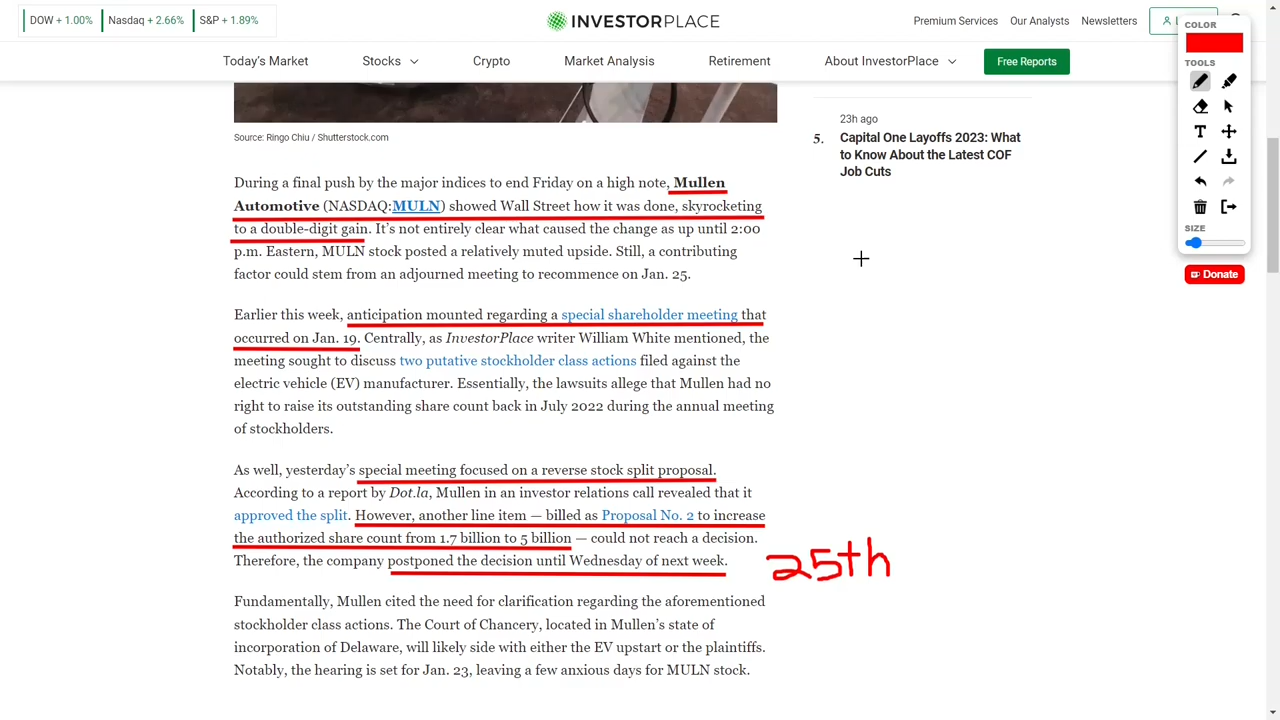 DOW + 1.00% Nasdaq + 2.66% S&P + 1.89%
INVESTORPLACE
Premium Services Our Analysts Newsletters
Today's Market Stocks Crypto Market Analysis Retirement About InvestorPlace Free Reports
COLOR
TOOLS
T
SIZE
Donate
Source: Ringo Chiu / Shutterstock.com
During a final push by the major indices to end Friday on a high note, Mullen
Automotive (NASDAQ:MULN) showed Wall Street how it was done, skyrocketing
to a double-digit gain. It's not entirely clear what caused the change as up until 2:00
p.m. Eastern, MULN stock posted a relatively muted upside. Still, a contributing
factor could stem from an adjourned meeting to recommence on Jan. 25.
Earlier this week, anticipation mounted regarding a special shareholder meeting that
occurred on Jan. 19. Centrally, as InvestorPlace writer William White mentioned, the
meeting sought to discuss two putative stockholder class actions filed against the
electric vehicle (EV) manufacturer. Essentially, the lawsuits allege that Mullen had no
right to raise its outstanding share count back in July 2022 during the annual meeting
of stockholders.
As well, yesterday's special meeting focused on a reverse stock split proposal.
According to a report by Dot.la, Mullen in an investor relations call revealed that it
approved the split. However, another line item — billed as Proposal No. 2 to increase
the authorized share count from 1.7 billion to 5 billion — could not reach a decision.
Therefore, the company postponed the decision until Wednesday of next week.
25th
Fundamentally, Mullen cited the need for clarification regarding the aforementioned
stockholder class actions. The Court of Chancery, located in Mullen's state of
incorporation of Delaware, will likely side with either the EV upstart or the plaintiffs.
Notably, the hearing is set for Jan. 23, leaving a few anxious days for MULN stock.
23h ago
5. Capital One Layoffs 2023: What
to Know About the Latest COF
Job Cuts